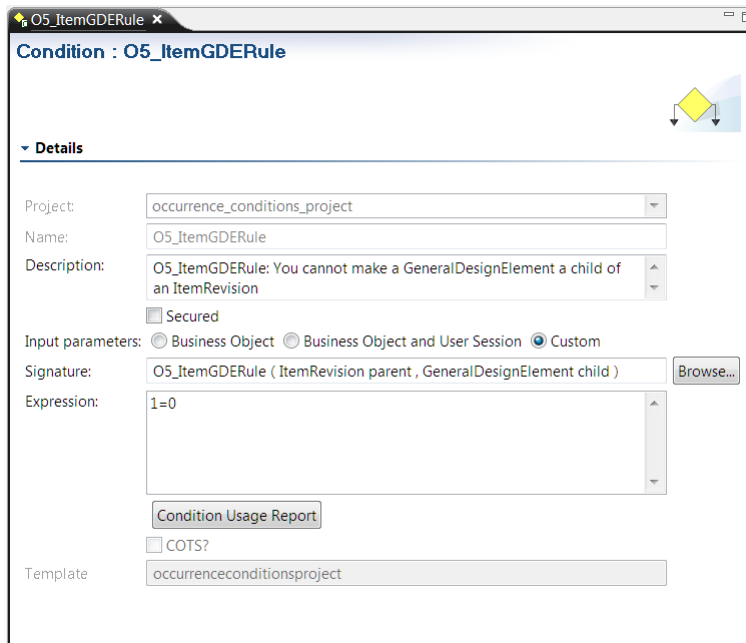 O5_ItemGDERule
Condition : O5_ItemGDERule
Details
Project: occurrence_conditions_project
Name: O5_ItemGDERule
Description: O5_ItemGDERule: You cannot make a GeneralDesignElement a child of
an ItemRevision
Secured
Input parameters: Business Object Business Object and User Session Custom
Signature: O5_ItemGDERule ( ItemRevision parent , GeneralDesignElement child ) Browse...
Expression: 1=0
Condition Usage Report
COTS?
Template occurrenceconditionsproject